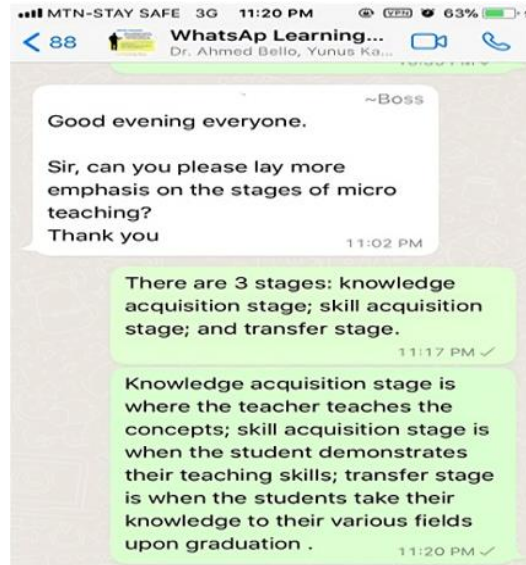 MTN-STAY SAFE 3G 11:20 PM VPN 63%
88 WhatsAp Learning...
Dr. Ahmed Bello, Yunus Ka...
~Boss
Good evening everyone.
Sir, can you please lay more
emphasis on the stages of micro
teaching?
Thank you
11:02 PM
There are 3 stages: knowledge
acquisition stage; skill acquisition
stage; and transfer stage.
11:17 PM
Knowledge acquisition stage is
where the teacher teaches the
concepts; skill acquisition stage is
when the student demonstrates
their teaching skills; transfer stage
is when the students take their
knowledge to their various fields
upon graduation .
11:20 PM